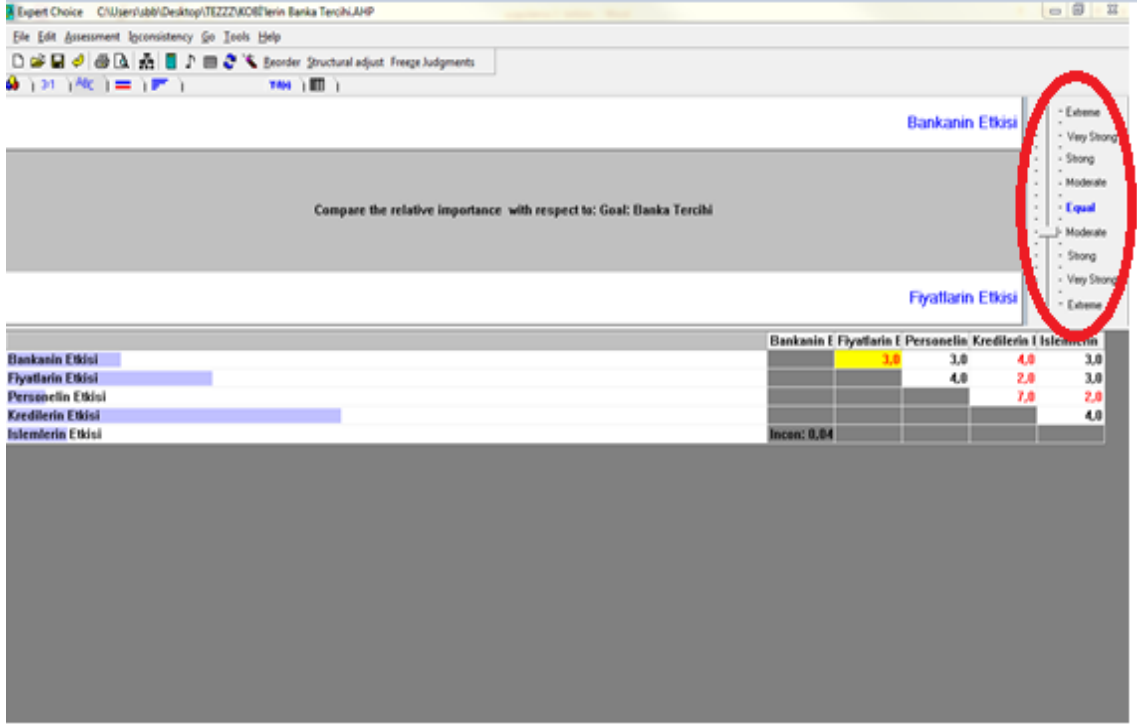 Expert Choice C:\Users\sbb\Desktop\TEZZZ\KOBİ'lerin Banka Tercihi.AHP
File Edit Assessment Inconsistency Go Tools Help
Reorder Structural adjust Freeze Judgments
3:1 ABC
Bankanin Etkisi
Compare the relative importance with respect to: Goal: Banka Tercihi
Fiyatlarin Etkisi
Extreme
Very Strong
Strong
Moderate
Equal
Moderate
Strong
Very Strong
Extreme
Bankanin E Fiyatlarin E Personelin Kredilerin I Islemlerin
Bankanin Etkisi 3,0 3,0 4,0 3,0
Fiyatlarin Etkisi 4,0 2,0 3,0
Personelin Etkisi 7,0 2,0
Kredilerin Etkisi 4,0
Islemlerin Etkisi Incon: 0,04